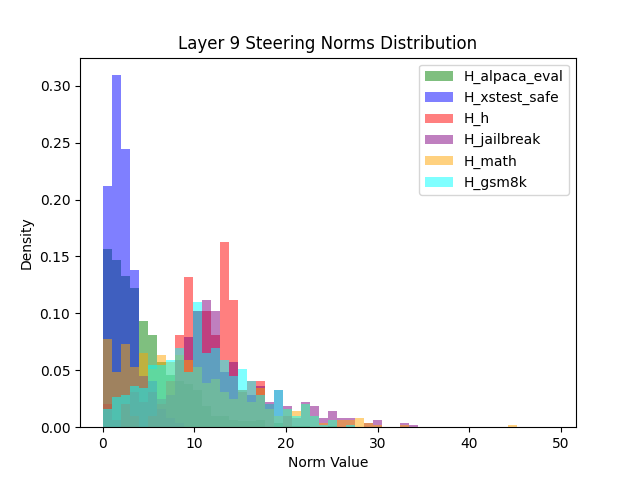 Layer 9 Steering Norms Distribution
H_alpaca_eval
H_xstest_safe
H_h
H_jailbreak
H_math
H_gsm8k
0.30
0.25
0.20
0.15
0.10
0.05
0.00
Density
0 10 20 30 40 50
Norm Value